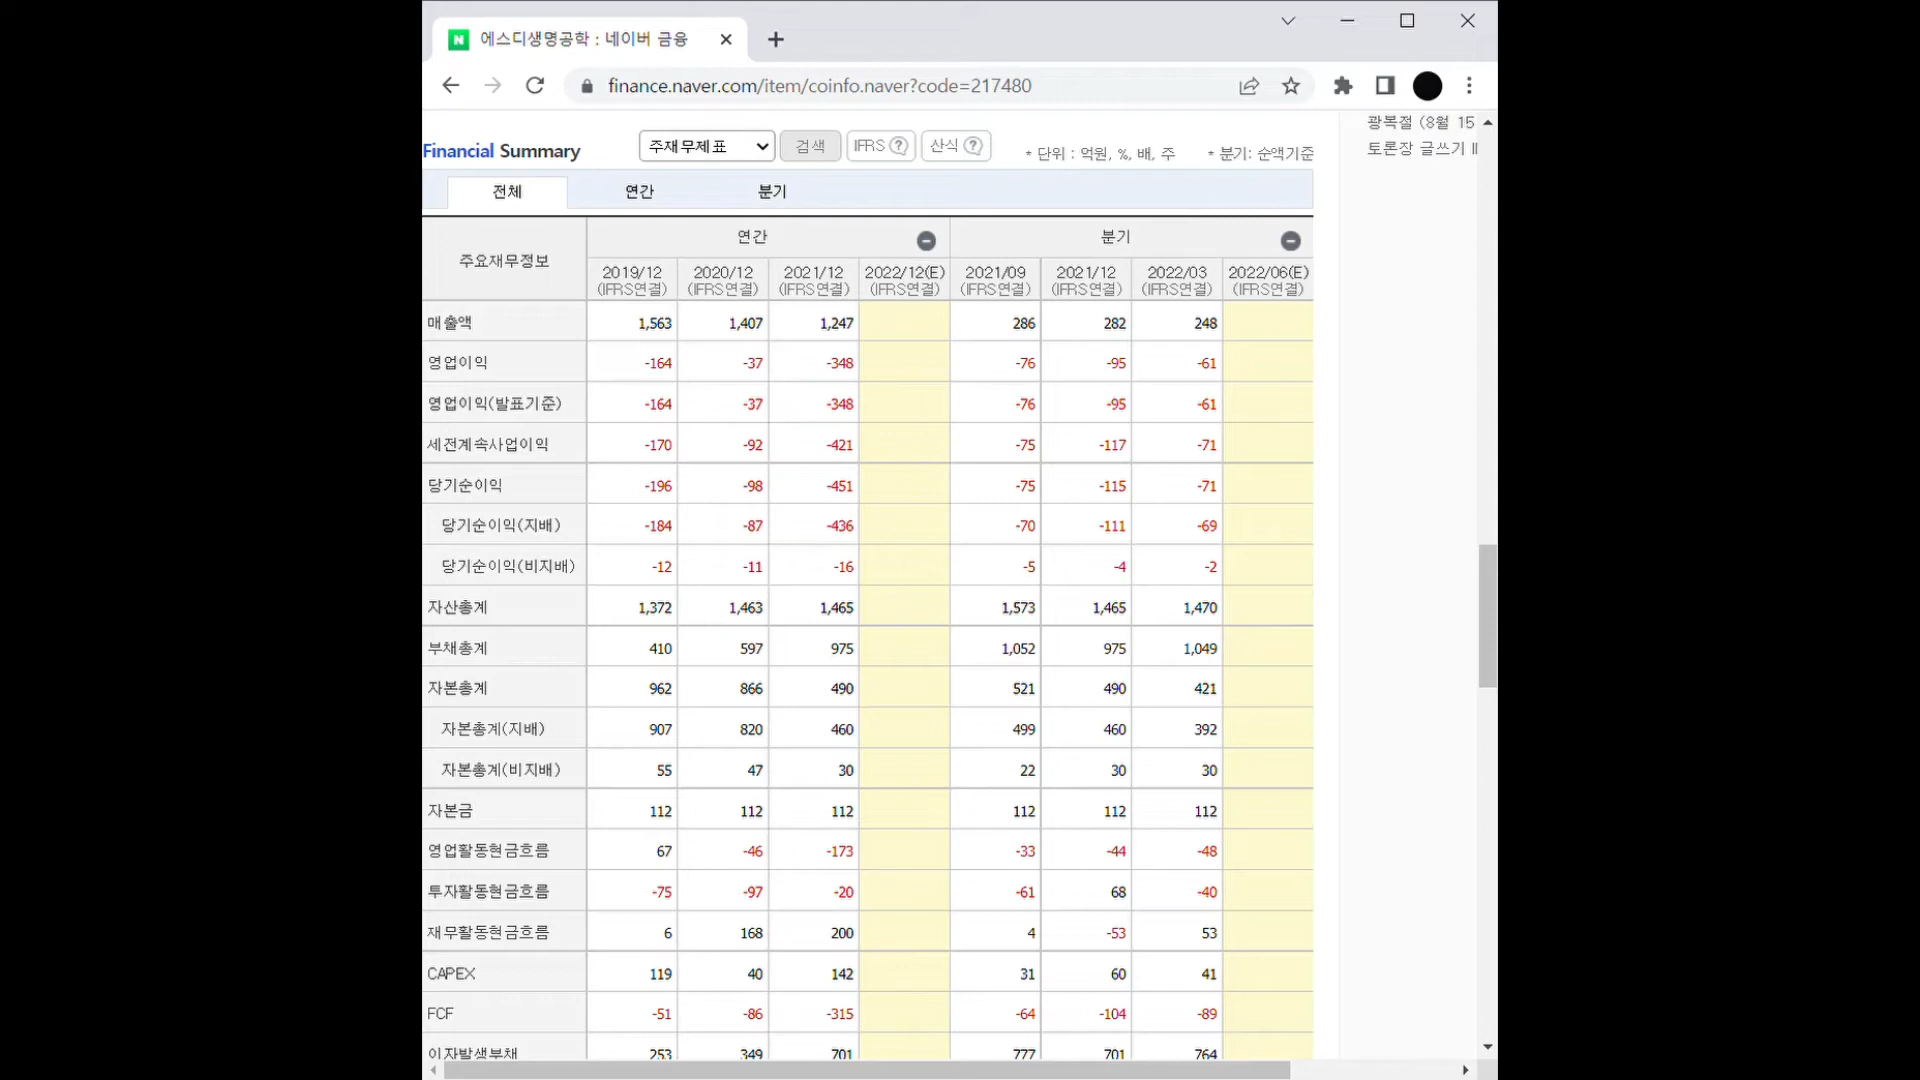 에스디생명공학 : 네이버 금융
finance.naver.com/item/coinfo.naver?code=217480
광복절 (8월 15
토론장 글쓰기 II
Financial Summary 주재무제표 검색 IFRS ? 산식 ? * 단위 : 억원, %, 배, 주 * 분기: 순액기준
전체 연간 분기
주요재무정보 연간 분기
2019/12 2020/12 2021/12 2022/12(E) 2021/09 2021/12 2022/03 2022/06(E)
(IFRS연결) (IFRS연결) (IFRS연결) (IFRS연결) (IFRS연결) (IFRS연결) (IFRS연결) (IFRS연결)
매출액 1,563 1,407 1,247 286 282 248
영업이익 -164 -37 -348 -76 -95 -61
영업이익(발표기준) -164 -37 -348 -76 -95 -61
세전계속사업이익 -170 -92 -421 -75 -117 -71
당기순이익 -196 -98 -451 -75 -115 -71
당기순이익(지배) -184 -87 -436 -70 -111 -69
당기순이익(비지배) -12 -11 -16 -5 -4 -2
자산총계 1,372 1,463 1,465 1,573 1,465 1,470
부채총계 410 597 975 1,052 975 1,049
자본총계 962 866 490 521 490 421
자본총계(지배) 907 820 460 499 460 392
자본총계(비지배) 55 47 30 22 30 30
자본금 112 112 112 112 112 112
영업활동현금흐름 67 -46 -173 -33 -44 -48
투자활동현금흐름 -75 -97 -20 -61 68 -40
재무활동현금흐름 6 168 200 4 -53 53
CAPEX 119 40 142 31 60 41
FCF -51 -86 -315 -64 -104 -89
이자발생부채 253 349 701 777 701 764